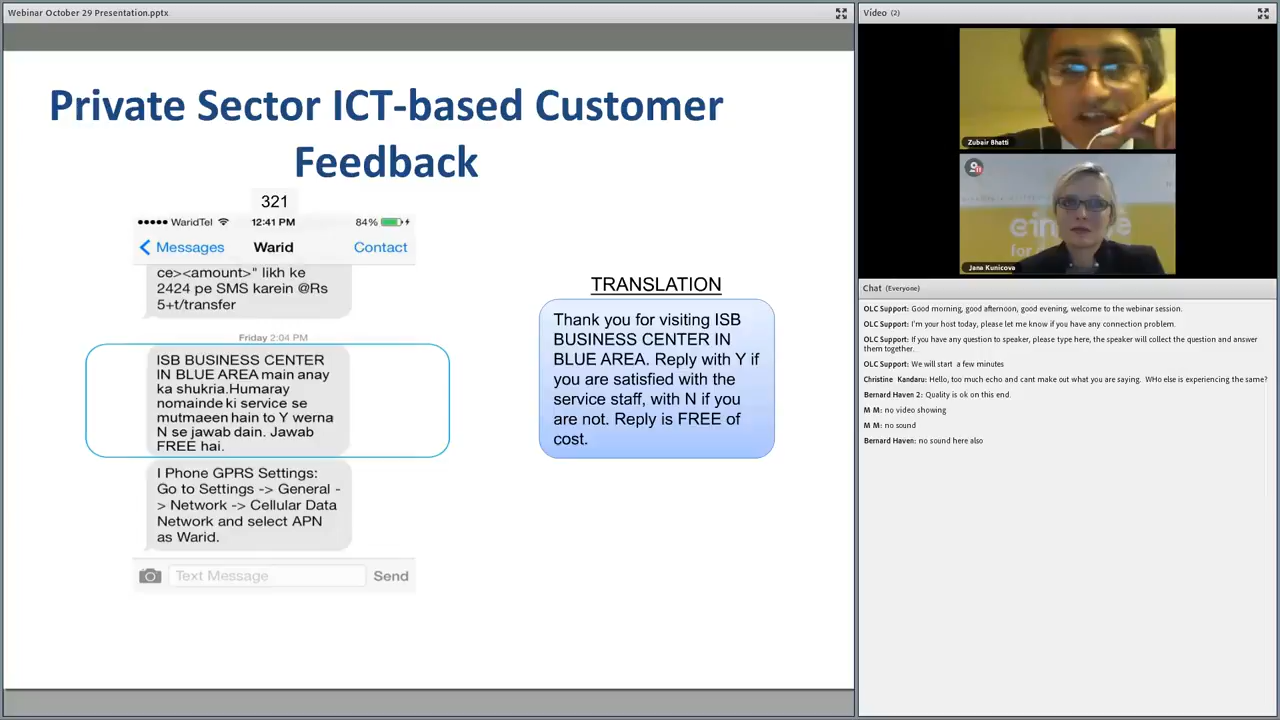 Webinar October 29 Presentation.pptx
Private Sector ICT-based Customer
Feedback
321
WaridTel
12:41 PM
84%
Messages
Warid
Contact
ce><amount>" likh ke
2424 pe SMS karein @Rs
5+t/transfer
Friday 2:04 PM
ISB BUSINESS CENTER
IN BLUE AREA main anay
ka shukria.Humaray
nomainde ki service se
mutmaeen hain to Y werna
N se jawab dain. Jawab
FREE hai.
I Phone GPRS Settings:
Go to Settings -> General -
> Network -> Cellular Data
Network and select APN
as Warid.
Text Message
Send
TRANSLATION
Thank you for visiting ISB
BUSINESS CENTER IN
BLUE AREA. Reply with Y if
you are satisfied with the
service staff, with N if you
are not. Reply is FREE of
cost.
Video (2)
Zubair Bhatti
Jana Kunicova
Chat (Everyone)
OLC Support: Good morning, good afternoon, good evening, welcome to the webinar session.
OLC Support: I'm your host today, please let me know if you have any connection problem.
OLC Support: If you have any question to speaker, please type here, the speaker will collect the question and answer
them together.
OLC Support: We will start a few minutes
Christine Kandaru: Hello, too much echo and cant make out what you are saying. WHo else is experiencing the same?
Bernard Haven 2: Quality is ok on this end.
M M: no video showing
M M: no sound
Bernard Haven: no sound here also